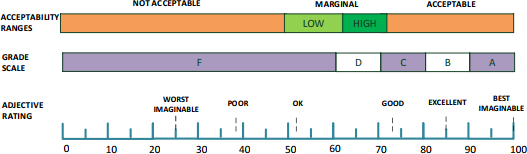 NOT ACCEPTABLE MARGINAL ACCEPTABLE
ACCEPTABILITY
RANGES
LOW HIGH
GRADE
SCALE
F D C B A
ADJECTIVE
RATING
WORST
IMAGINABLE
POOR OK GOOD EXCELLENT
BEST
IMAGINABLE
0 10 20 30 40 50 60 70 80 90 100